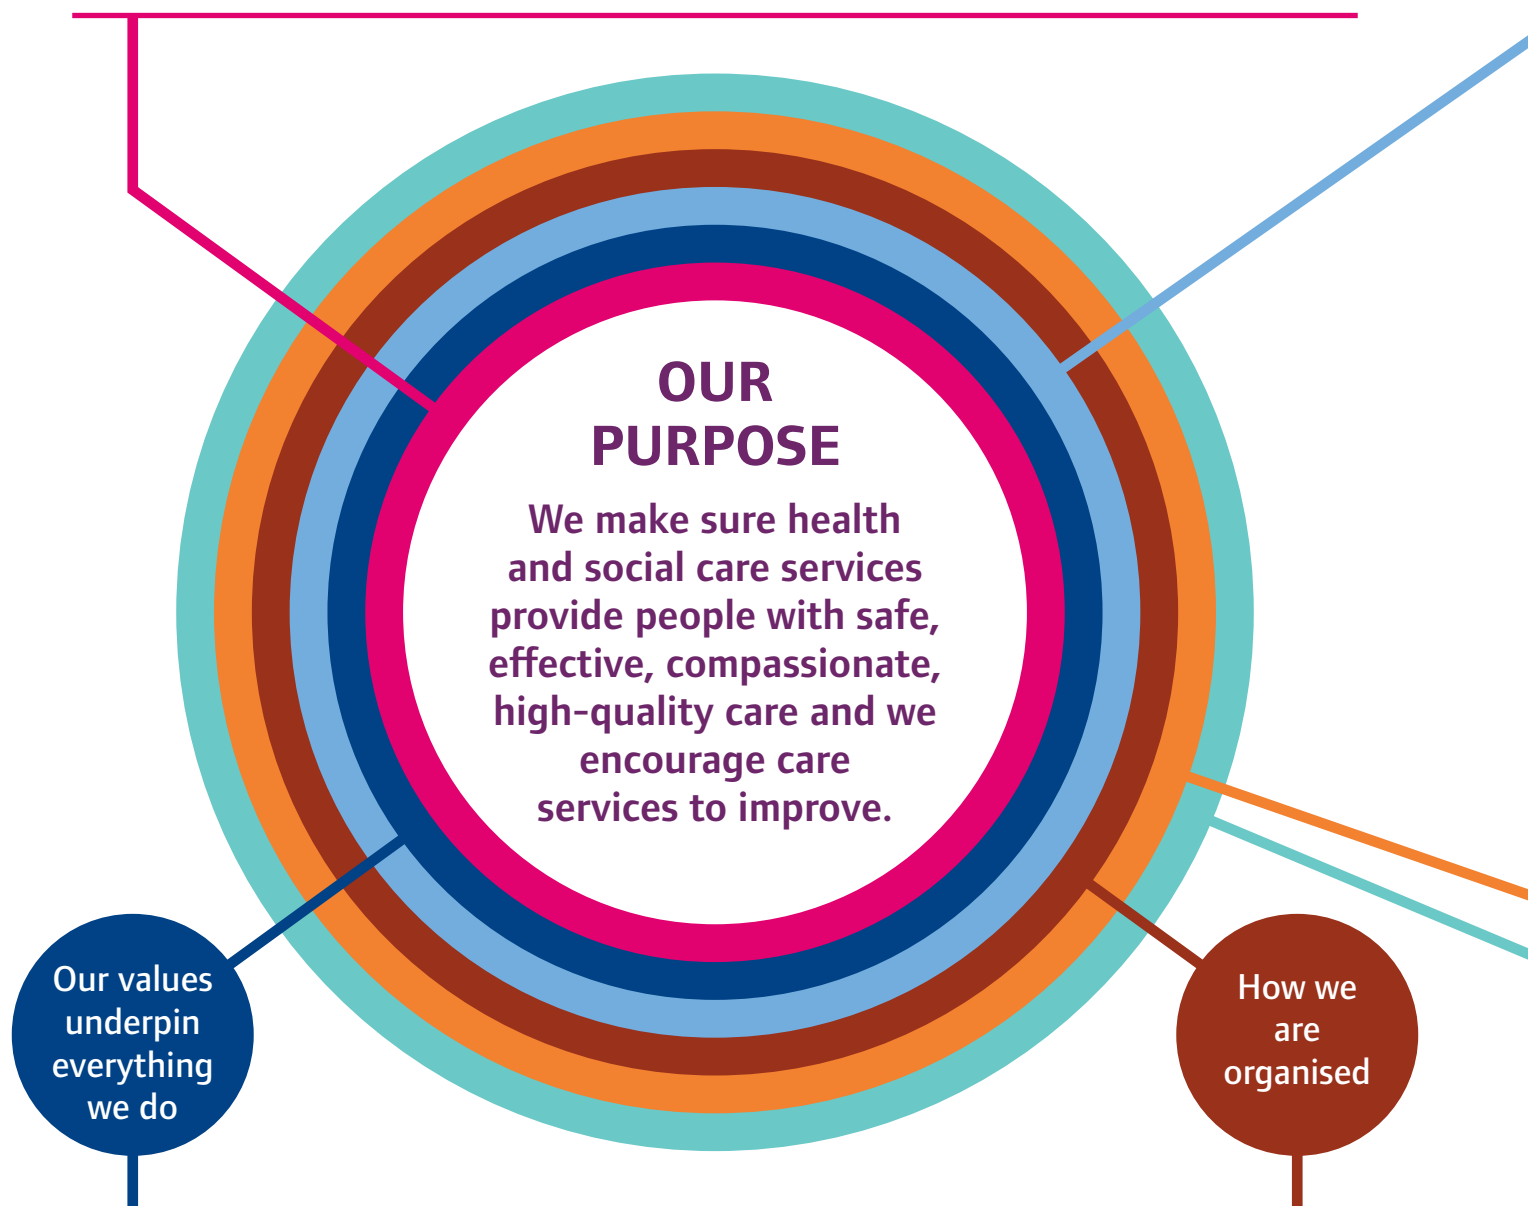 OUR
PURPOSE
We make sure health
and social care services
provide people with safe,
effective, compassionate,
high-quality care and we
encourage care
services to improve.
Our values
underpin
everything
we do
How we
are
organised